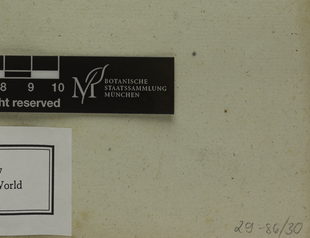 8 9 10
ht reserved
M
BOTANISCHE
STAATSSAMMLUNG
MÜNCHEN
World
29-86/30